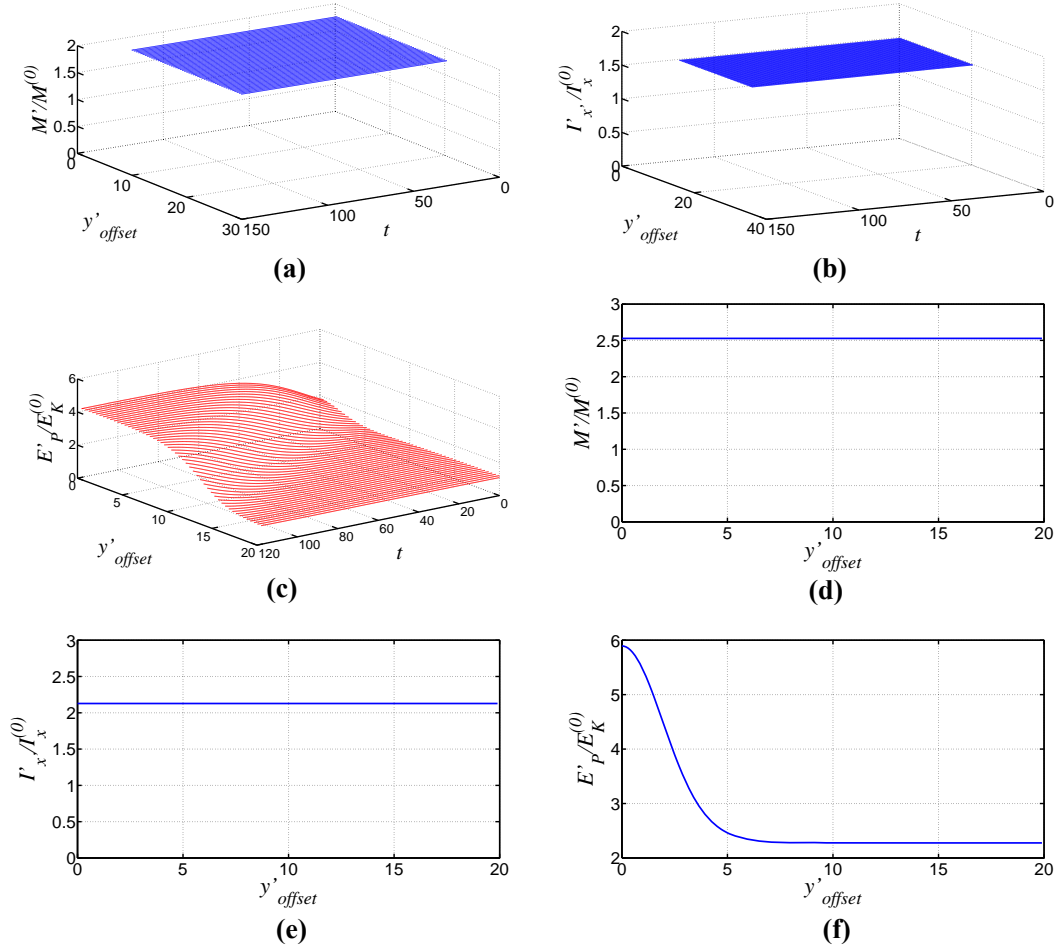 2
1.5
1
0.5
0
M'/M^(0)
0
10
20
30
y'_offset
150
100
50
0
t
(a)
2
1.5
1
0.5
0
I'_x'/I_x^(0)
0
20
40
y'_offset
150
100
50
0
t
(b)
6
4
2
0
E'_P/E_K^(0)
0
5
10
15
20
y'_offset
120
100
80
60
40
20
0
t
(c)
3
2.5
2
1.5
1
0.5
0
M'/M^(0)
0 5 10 15 20
y'_offset
(d)
3
2.5
2
1.5
1
0.5
0
I'_x'/I_x^(0)
0 5 10 15 20
y'_offset
(e)
6
5
4
3
2
E'_P/E_K^(0)
0 5 10 15 20
y'_offset
(f)